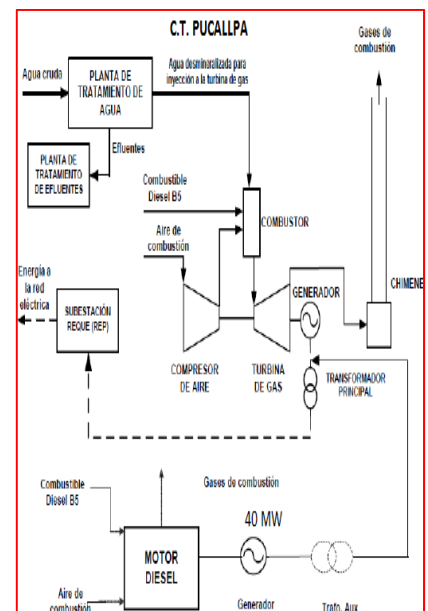 C.T. PUCALLPA
Gases de
combustión
Agua cruda
PLANTA DE
TRATAMIENTO DE
AGUA
Agua desmineralizada para
inyección a la turbina de gas
Efluentes
PLANTA DE
TRATAMIENTO
DE EFLUENTES
Combustible
Diesel B5
COMBUSTOR
Aire de
combustión
Energía a
la red
eléctrica
SUBESTACIÓN
REQUE (REP)
GENERADOR
CHIMENE
COMPRESOR
DE AIRE
TURBINA
DE GAS
TRANSFORMADOR
PRINCIPAL
Combustible
Diesel B5
Gases de combustión
40 MW
MOTOR
DIESEL
Aire de
combustión
Generador
Trafo. Aux